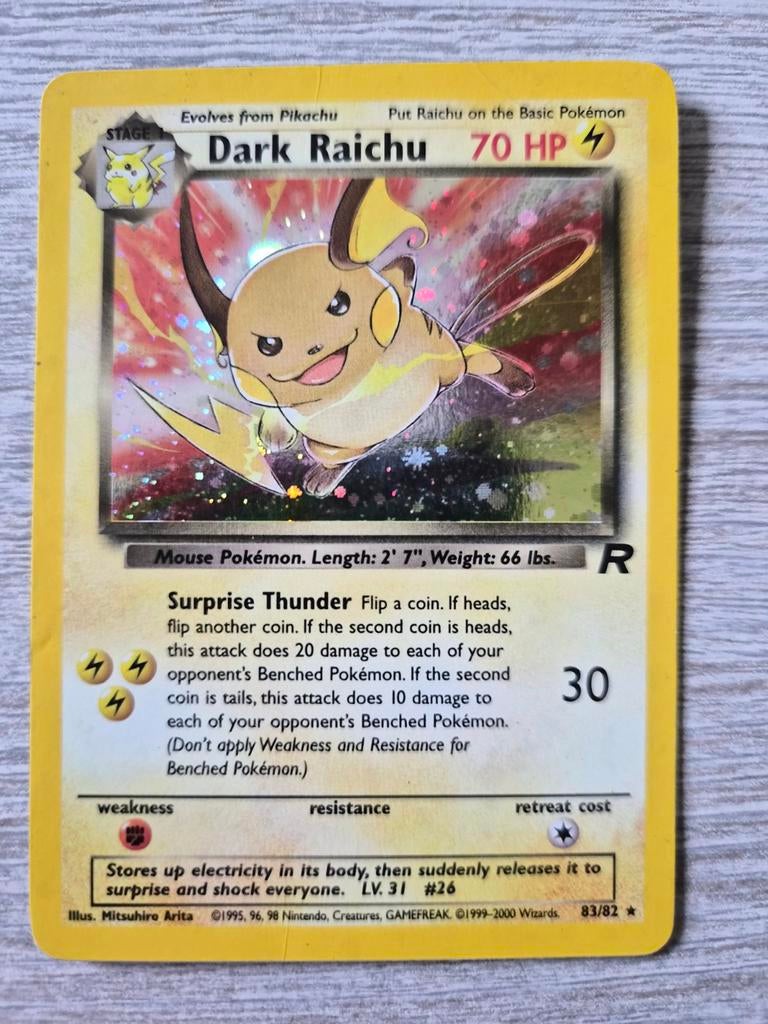 Evolves from Pikachu
Put Raichu on the Basic Pokémon
STAGE 1
Dark Raichu 70 HP
Mouse Pokémon. Length: 2' 7", Weight: 66 lbs.
R
Surprise Thunder Flip a coin. If heads,
flip another coin. If the second coin is heads,
this attack does 20 damage to each of your
opponent's Benched Pokémon. If the second
coin is tails, this attack does 10 damage to
each of your opponent's Benched Pokémon.
(Don't apply Weakness and Resistance for
Benched Pokémon.)
30
weakness resistance retreat cost
Stores up electricity in its body, then suddenly releases it to
surprise and shock everyone. LV. 31 #26
Illus. Mitsuhiro Arita ©1995, 96, 98 Nintendo, Creatures, GAMEFREAK. ©1999-2000 Wizards. 83/82 ★